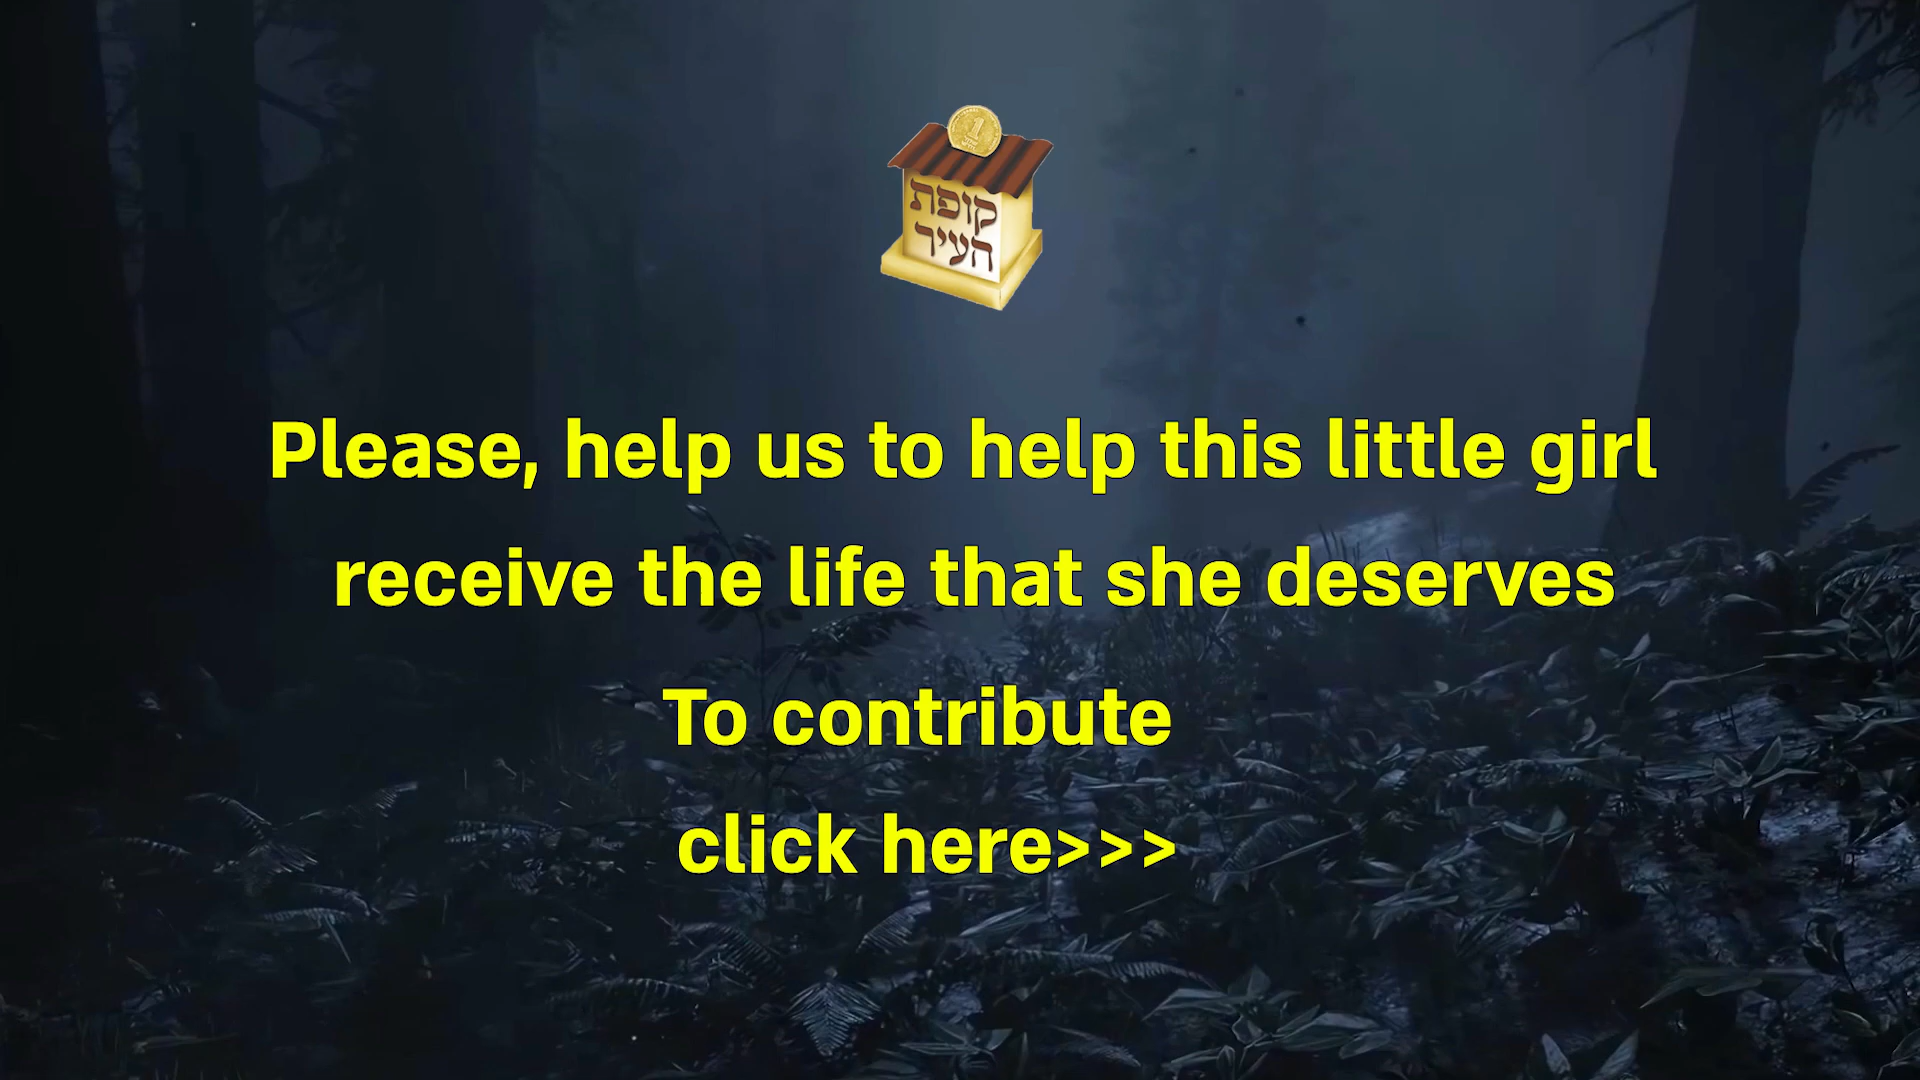 1
קופת
העיר
Please, help us to help this little girl
receive the life that she deserves
To contribute
click here>>>